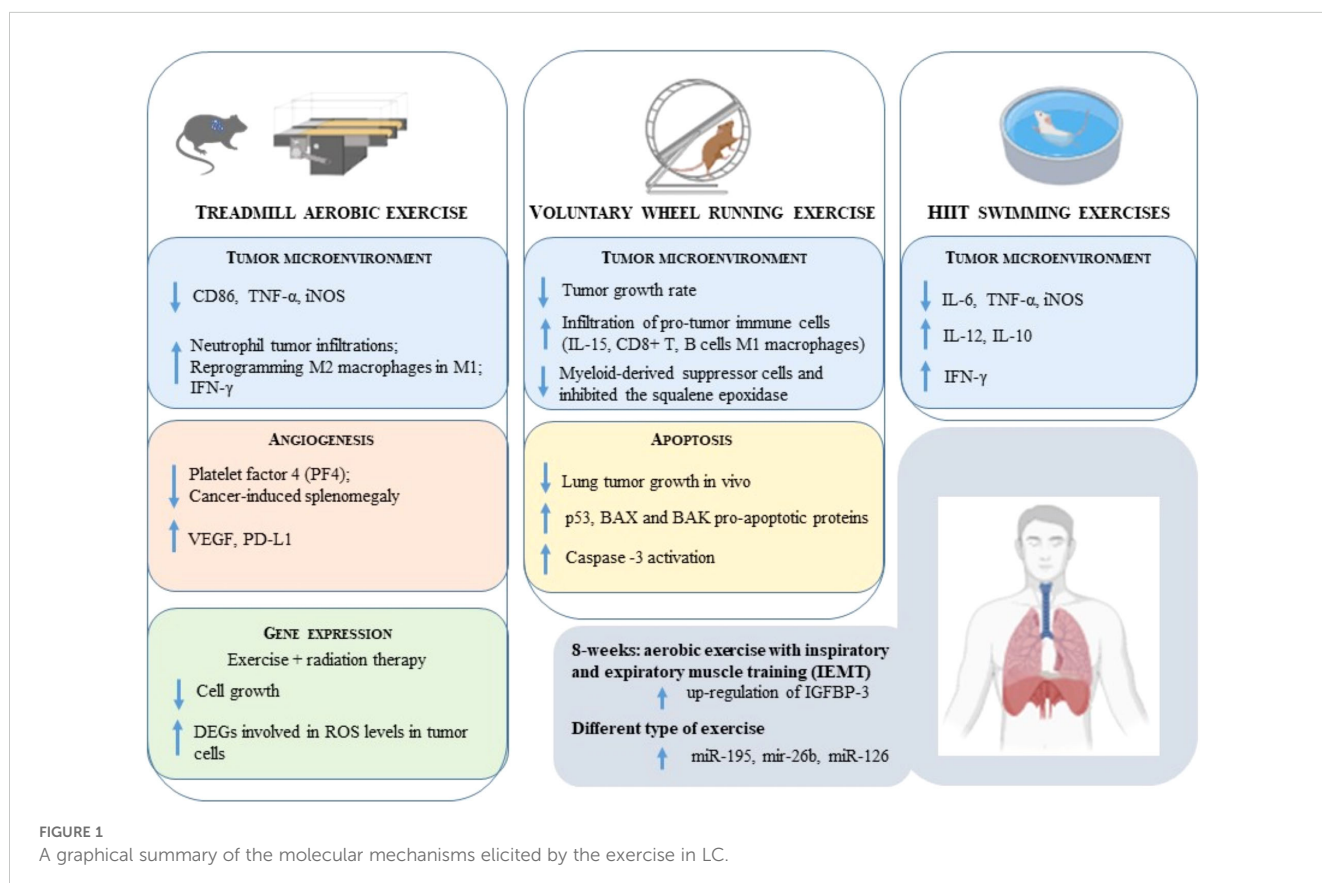 TREADMILL AEROBIC EXERCISE
TUMOR MICROENVIRONMENT
CD86, TNF-α, iNOS
Neutrophil tumor infiltrations;
Reprogramming M2 macrophages in M1;
IFN-γ
ANGIOGENESIS
Platelet factor 4 (PF4);
Cancer-induced splenomegaly
VEGF, PD-L1
GENE EXPRESSION
Exercise + radiation therapy
Cell growth
DEGs involved in ROS levels in tumor
cells
VOLUNTARY WHEEL RUNNING EXERCISE
TUMOR MICROENVIRONMENT
Tumor growth rate
Infiltration of pro-tumor immune cells
(IL-15, CD8+ T, B cells M1 macrophages)
Myeloid-derived suppressor cells and
inhibited the squalene epoxidase
APOPTOSIS
Lung tumor growth in vivo
p53, BAX and BAK pro-apoptotic proteins
Caspase -3 activation
8-weeks: aerobic exercise with inspiratory
and expiratory muscle training (IEMT)
up-regulation of IGFBP-3
Different type of exercise
miR-195, mir-26b, miR-126
HIIT SWIMMING EXERCISES
TUMOR MICROENVIRONMENT
IL-6, TNF-α, iNOS
IL-12, IL-10
IFN-γ
FIGURE 1
A graphical summary of the molecular mechanisms elicited by the exercise in LC.